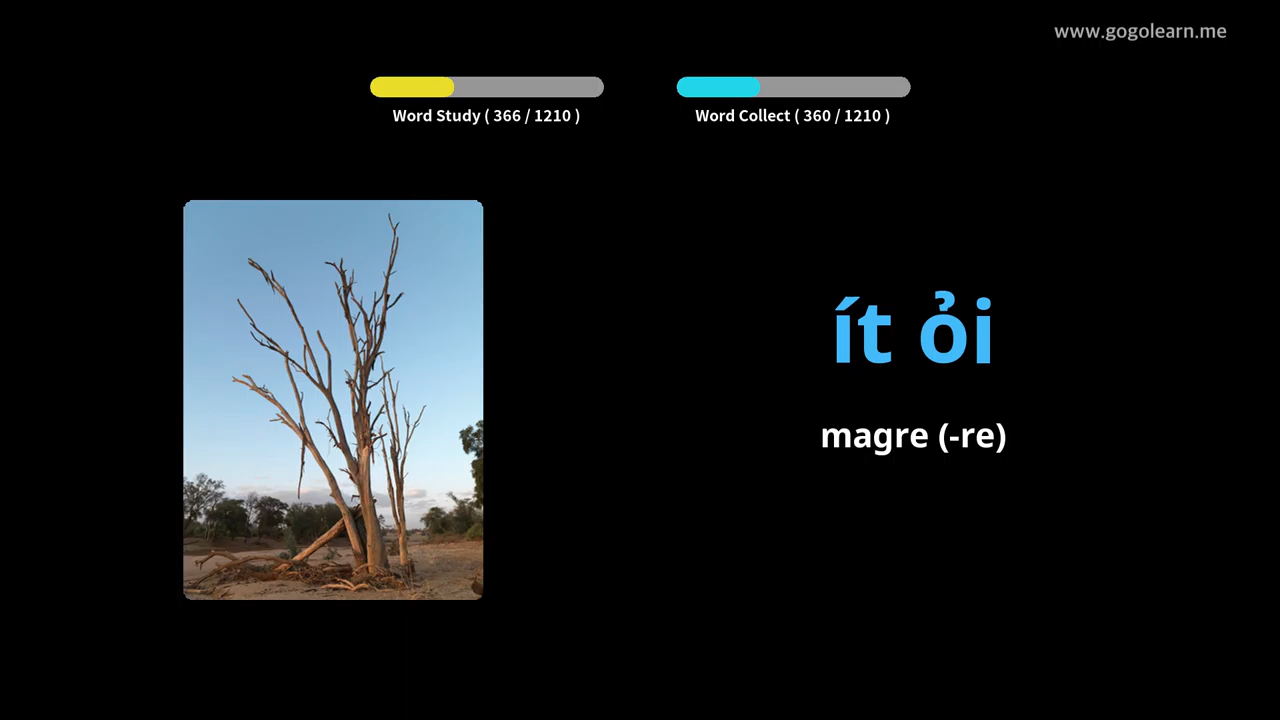 www.gogolearn.me
Word Study ( 366 / 1210 )
Word Collect ( 360 / 1210 )
ít ỏi
magre (-re)